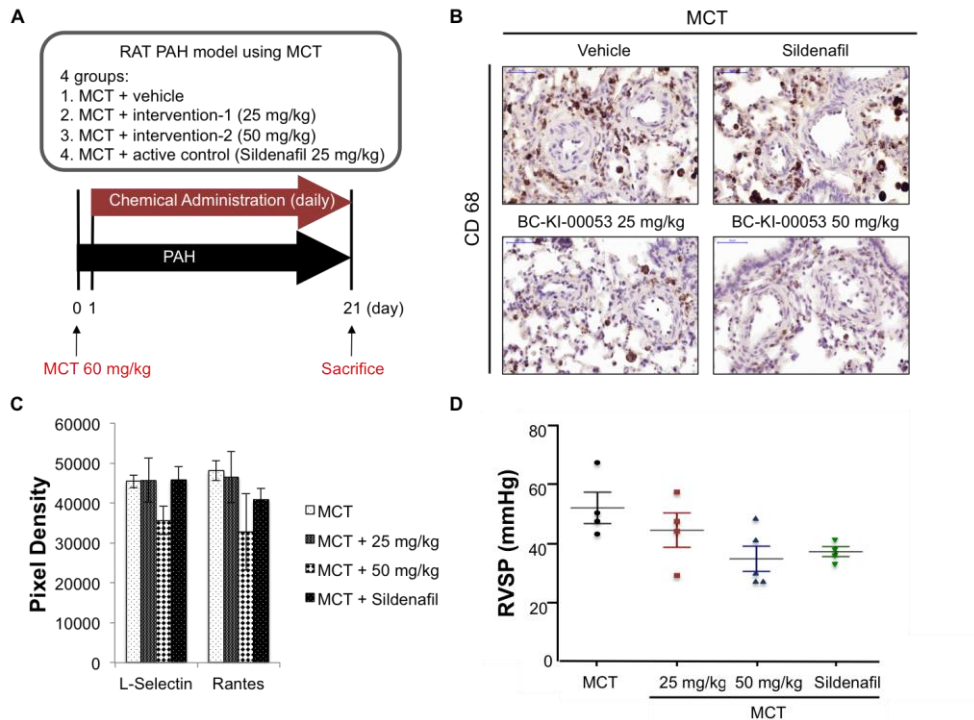 A
RAT PAH model using MCT
4 groups:
1. MCT + vehicle
2. MCT + intervention-1 (25 mg/kg)
3. MCT + intervention-2 (50 mg/kg)
4. MCT + active control (Sildenafil 25 mg/kg)
Chemical Administration (daily)
PAH
0 1 21 (day)
MCT 60 mg/kg Sacrifice
B
MCT
Vehicle Sildenafil
CD 68
BC-KI-00053 25 mg/kg BC-KI-00053 50 mg/kg
C
Pixel Density
60000
50000
40000
30000
20000
10000
0
L-Selectin Rantes
MCT
MCT + 25 mg/kg
MCT + 50 mg/kg
MCT + Sildenafil
D
RVSP (mmHg)
80
60
40
20
0
MCT 25 mg/kg 50 mg/kg Sildenafil
MCT